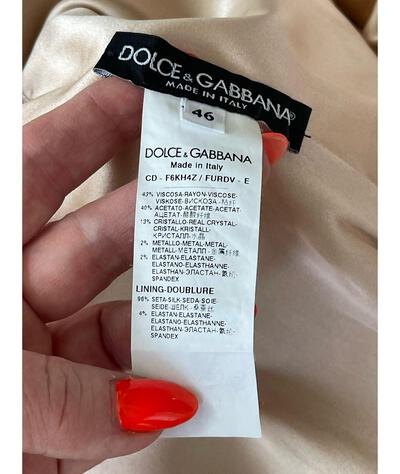 DOLCE & GABBANA
MADE IN ITALY
46
DOLCE & GABBANA
Made in Italy
CD - F6KH4Z / FURDV - E
43% VISCOSA-RAYON-VISCOSE-
VISKOSE-ВИСКОЗА-粘纤
40% ACETATO-ACETATE-ACETAT-
АЦЕТАТ-醋酯纤维
13% CRISTALLO-REAL CRYSTAL-
CRISTAL-KRISTALL-
КРИСТАЛЛ-水晶
2% METALLO-METAL-METAL-
METALL-МЕТАЛЛ-金属纤维
2% ELASTAN-ELASTANE-
ELASTANO-ELASTHANNE-
ELASTHAN-ЭЛАСТАН-氨纶-
SPANDEX
LINING-DOUBLURE
96% SETA-SILK-SEDA-SOIE-
SEIDE-ШЕЛК-桑蚕丝
4% ELASTAN-ELASTANE-
ELASTANO-ELASTHANNE-
ELASTHAN-ЭЛАСТАН-氨纶-
SPANDEX